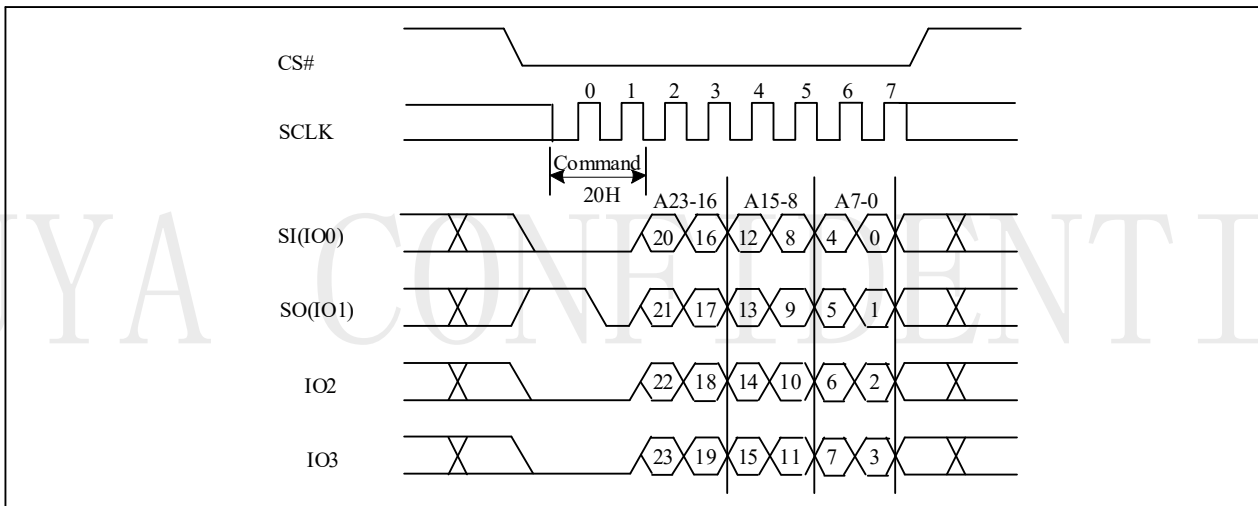 CS#
0 1 2 3 4 5 6 7
SCLK
Command
20H
A23-16 A15-8 A7-0
SI(IO0) 20 16 12 8 4 0
SO(IO1) 21 17 13 9 5 1
IO2 22 18 14 10 6 2
IO3 23 19 15 11 7 3
UYA CONFIDENTI